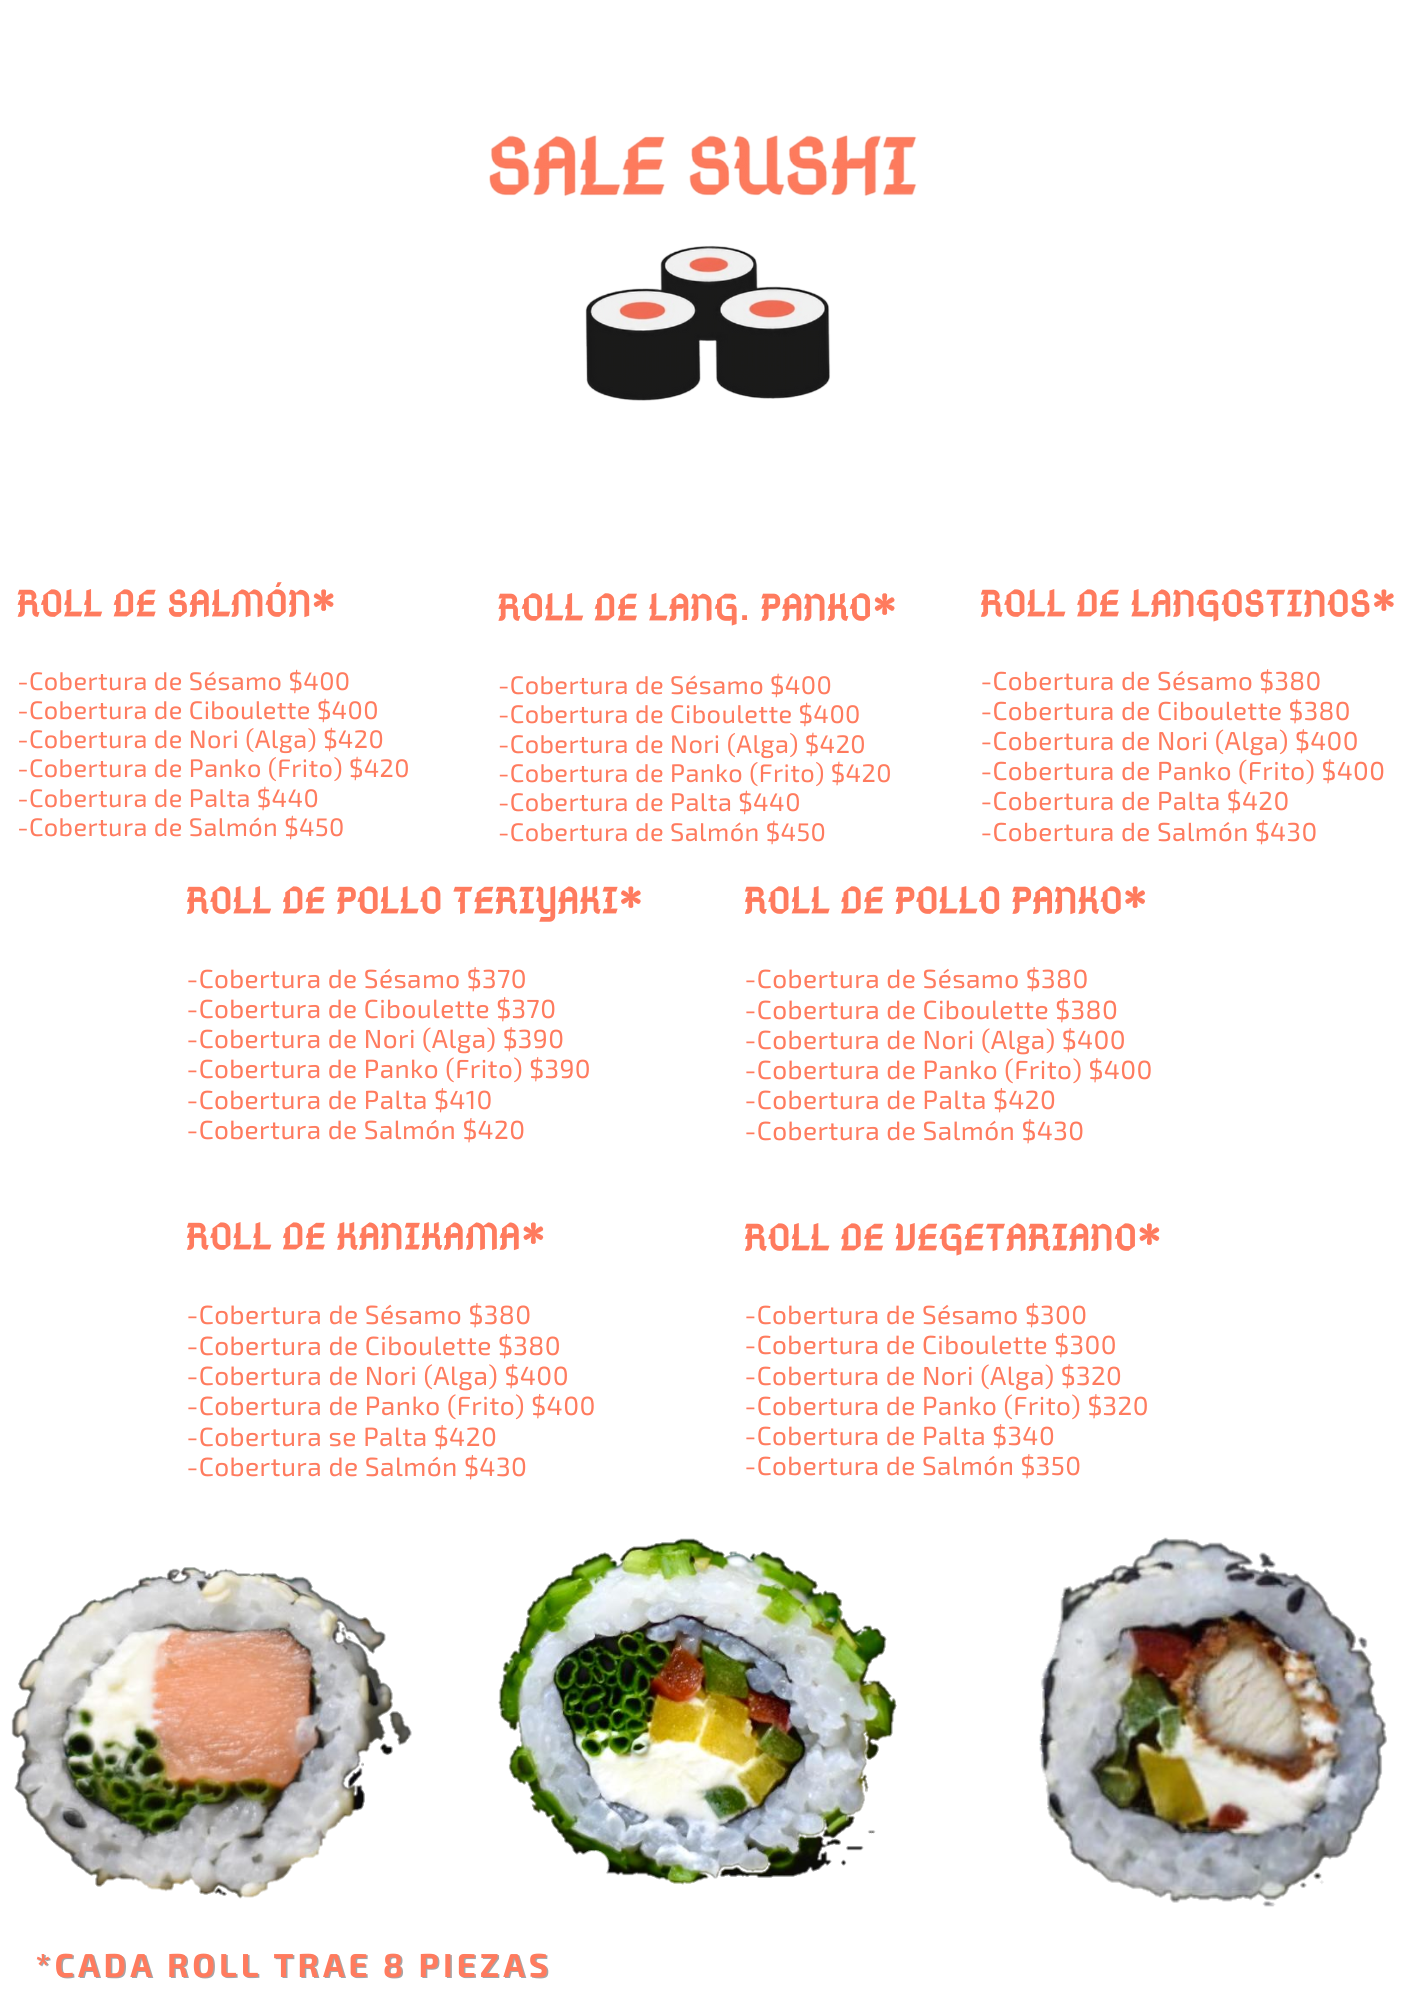 SALE SUSHI
ROLL DE SALMÓN*
-Cobertura de Sésamo $400
-Cobertura de Ciboulette $400
-Cobertura de Nori (Alga) $420
-Cobertura de Panko (Frito) $420
-Cobertura de Palta $440
-Cobertura de Salmón $450
ROLL DE LANG. PANKO*
-Cobertura de Sésamo $400
-Cobertura de Ciboulette $400
-Cobertura de Nori (Alga) $420
-Cobertura de Panko (Frito) $420
-Cobertura de Palta $440
-Cobertura de Salmón $450
ROLL DE LANGOSTINOS*
-Cobertura de Sésamo $380
-Cobertura de Ciboulette $380
-Cobertura de Nori (Alga) $400
-Cobertura de Panko (Frito) $400
-Cobertura de Palta $420
-Cobertura de Salmón $430
ROLL DE POLLO TERIYAKI*
-Cobertura de Sésamo $370
-Cobertura de Ciboulette $370
-Cobertura de Nori (Alga) $390
-Cobertura de Panko (Frito) $390
-Cobertura de Palta $410
-Cobertura de Salmón $420
ROLL DE POLLO PANKO*
-Cobertura de Sésamo $380
-Cobertura de Ciboulette $380
-Cobertura de Nori (Alga) $400
-Cobertura de Panko (Frito) $400
-Cobertura de Palta $420
-Cobertura de Salmón $430
ROLL DE KANIKAMA*
-Cobertura de Sésamo $380
-Cobertura de Ciboulette $380
-Cobertura de Nori (Alga) $400
-Cobertura de Panko (Frito) $400
-Cobertura se Palta $420
-Cobertura de Salmón $430
ROLL DE VEGETARIANO*
-Cobertura de Sésamo $300
-Cobertura de Ciboulette $300
-Cobertura de Nori (Alga) $320
-Cobertura de Panko (Frito) $320
-Cobertura de Palta $340
-Cobertura de Salmón $350
*CADA ROLL TRAE 8 PIEZAS